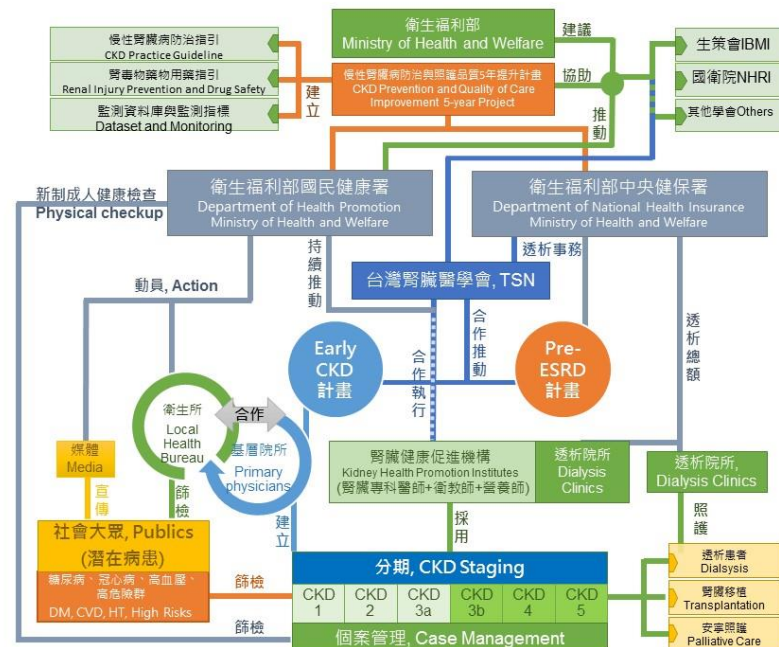 慢性腎臟病防治指引
CKD Practice Guideline
腎毒物藥物用藥指引
Renal Injury Prevention and Drug Safety
監測資料庫與監測指標
Dataset and Monitoring
建立
衛生福利部
Ministry of Health and Welfare
慢性腎臟病防治與照護品質5年提升計畫
CKD Prevention and Quality of Care
Improvement 5-year Project
建議
協助
推動
生策會IBMI
國衛院NHRI
其他學會Others
新制成人健康檢查
Physical checkup
衛生福利部國民健康署
Department of Health Promotion
Ministry of Health and Welfare
衛生福利部中央健保署
Department of National Health Insurance
Ministry of Health and Welfare
動員, Action
持續推動
透析事務
台灣腎臟醫學會, TSN
合作執行
合作推動
透析總額
Early
CKD
計畫
Pre-
ESRD
計畫
衛生所
Local
Health
Bureau
合作
基層院所
Primary
physicians
媒體
Media
宣傳
篩檢
建立
腎臟健康促進機構
Kidney Health Promotion Institutes
(腎臟專科醫師+衛教師+營養師)
透析院所
Dialysis
Clinics
透析院所,
Dialysis Clinics
採用
照護
社會大眾, Publics
(潛在病患)
糖尿病、冠心病、高血壓、
高危險群
DM, CVD, HT, High Risks
篩檢
篩檢
分期, CKD Staging
CKD 1
CKD 2
CKD 3a
CKD 3b
CKD 4
CKD 5
個案管理, Case Management
透析患者
Dialsysis
腎臟移植
Transplantation
安寧照護
Palliative Care